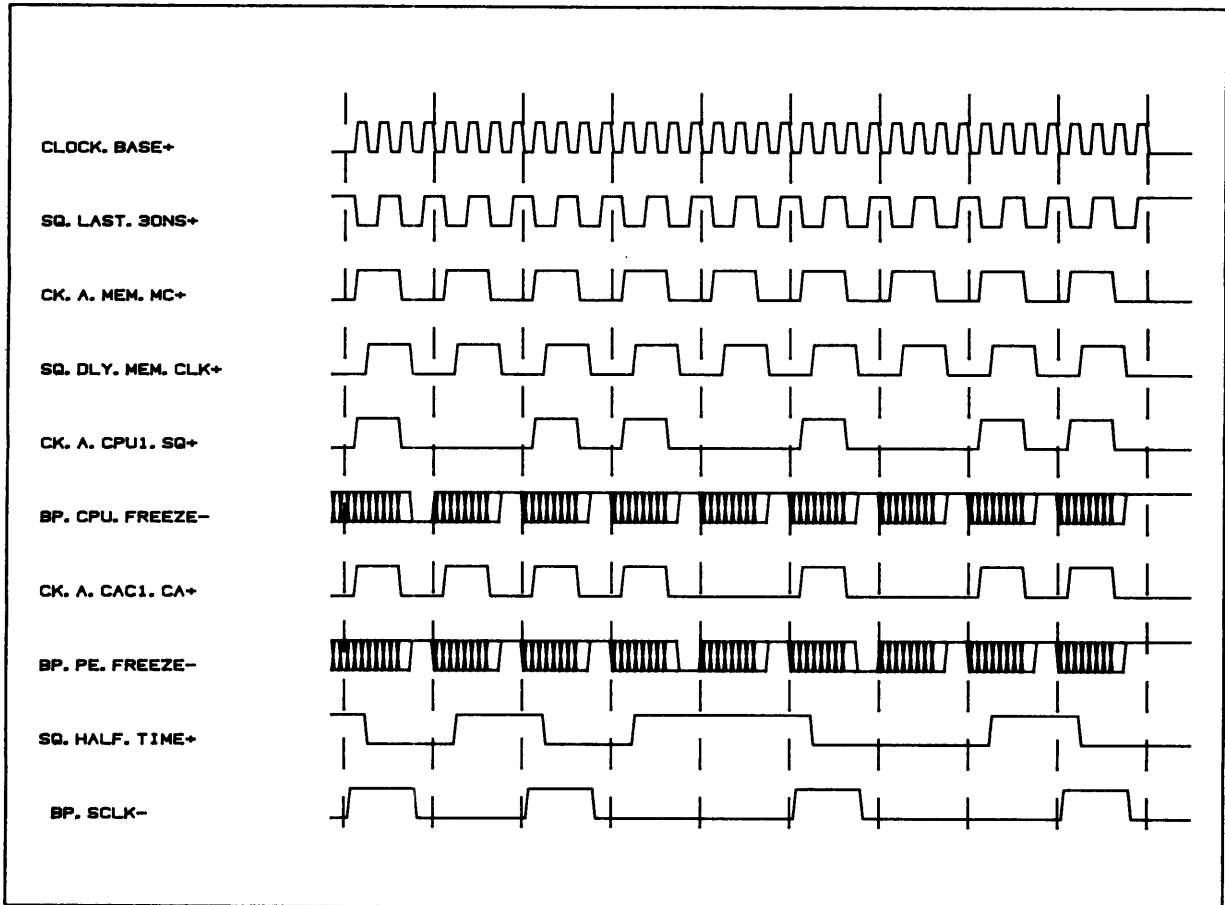 CLOCK. BASE+
SQ. LAST. 30NS+
CK. A. MEM. MC+
SQ. DLY. MEM. CLK+
CK. A. CPU1. SQ+
BP. CPU. FREEZE-
CK. A. CAC1. CA+
BP. PE. FREEZE-
SQ. HALF. TIME+
BP. SCLK-